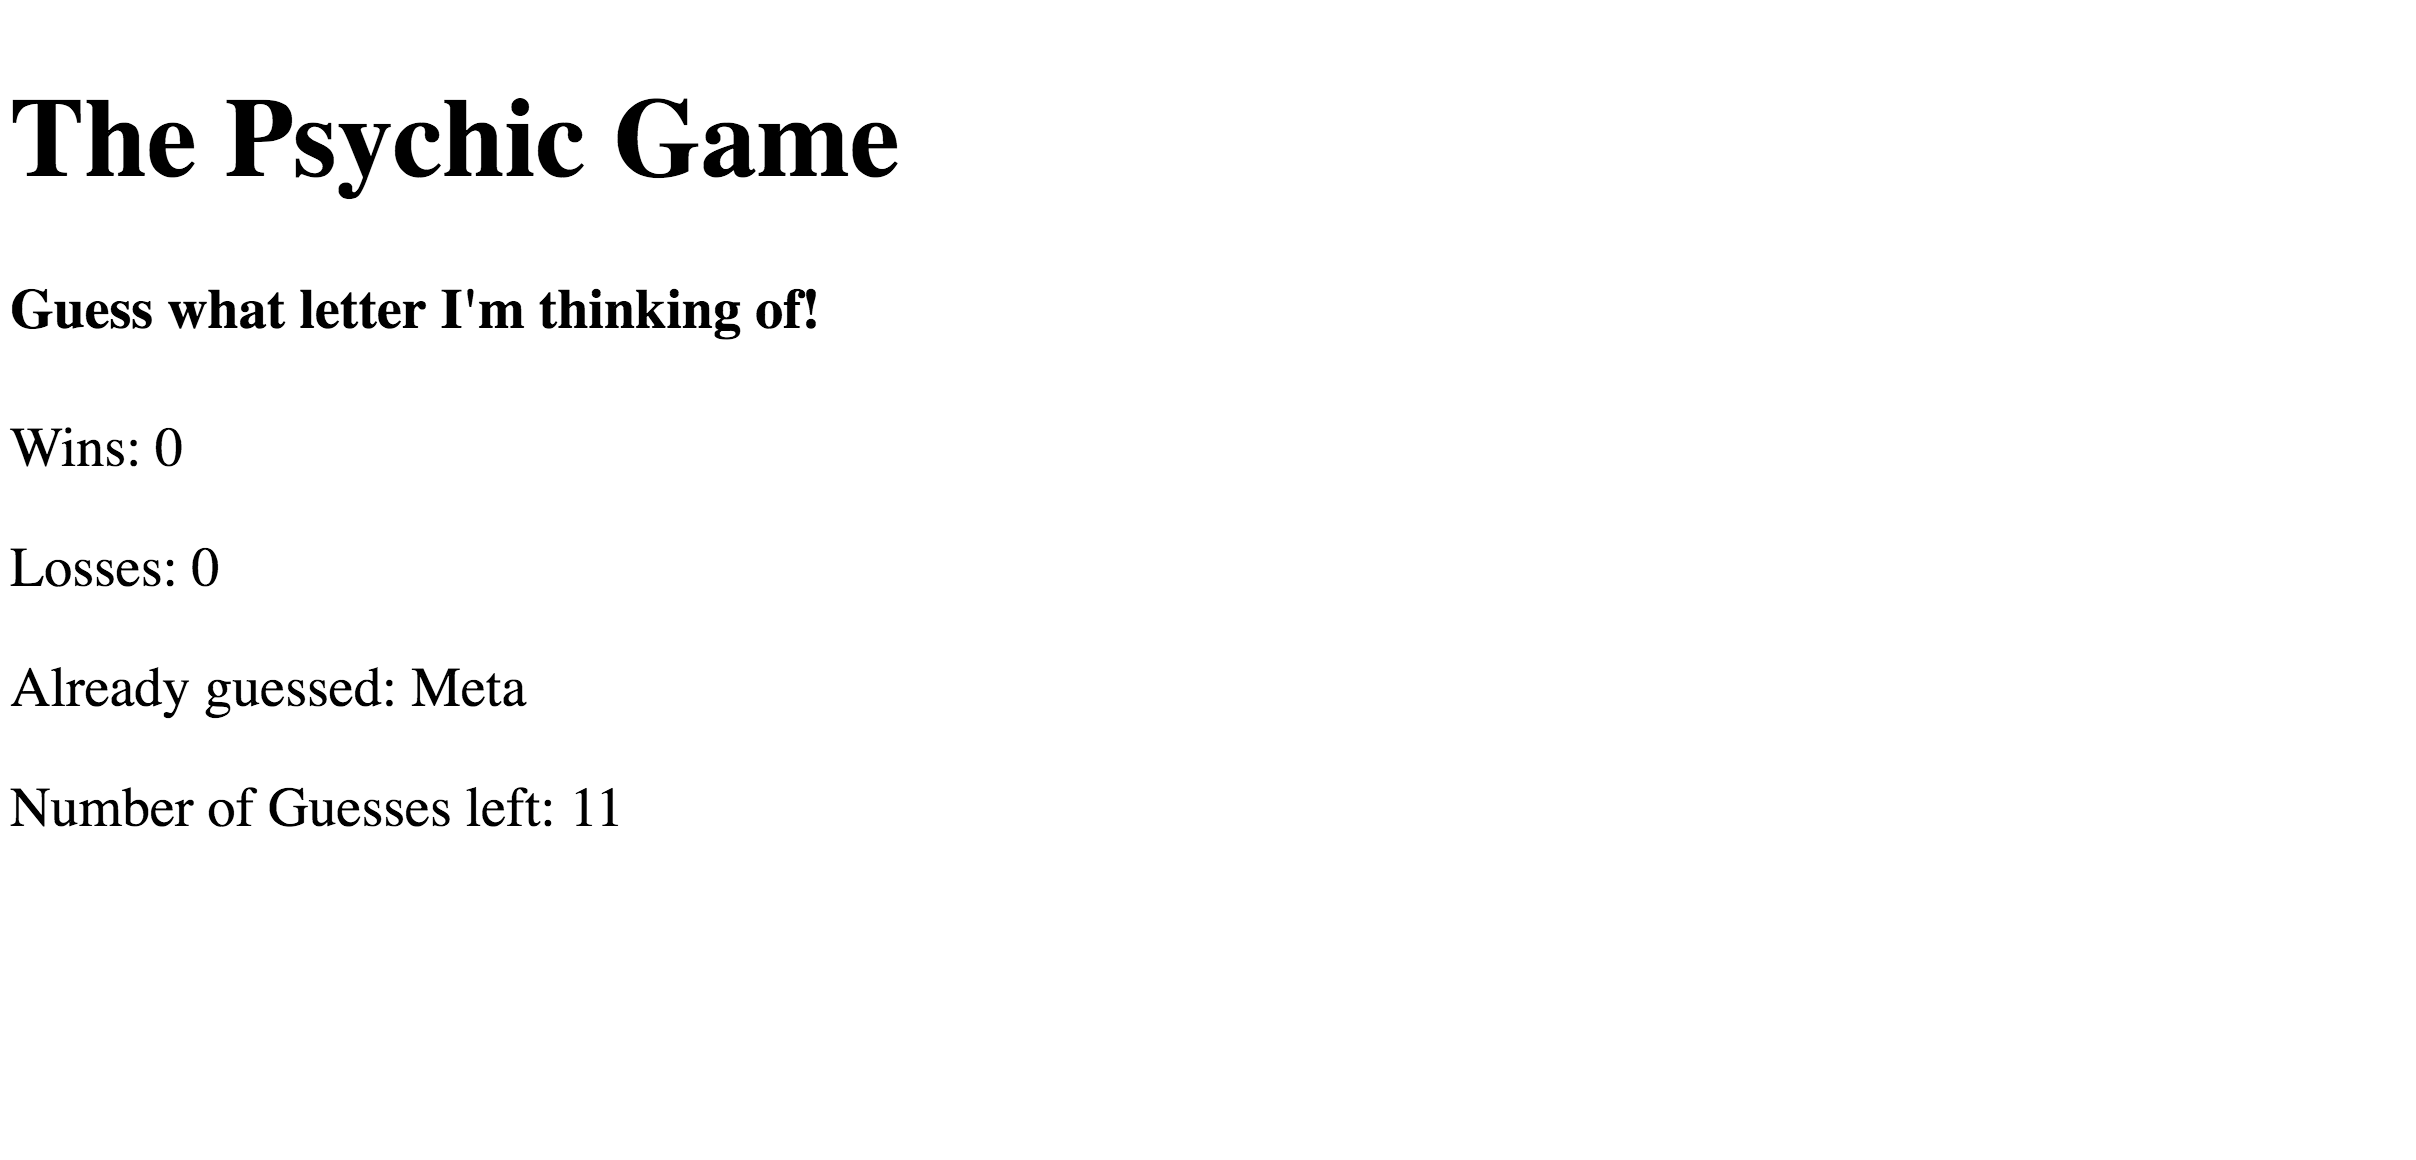 The Psychic Game
Guess what letter I'm thinking of!
Wins: 0
Losses: 0
Already guessed: Meta
Number of Guesses left: 11